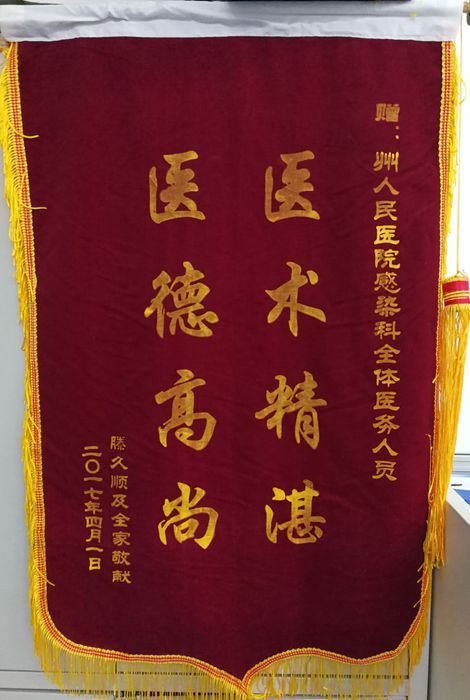 赠：州人民医院感染科全体医务人员
医术精湛
医德高尚
滕久顺及全家敬献
二〇一七年四月一日